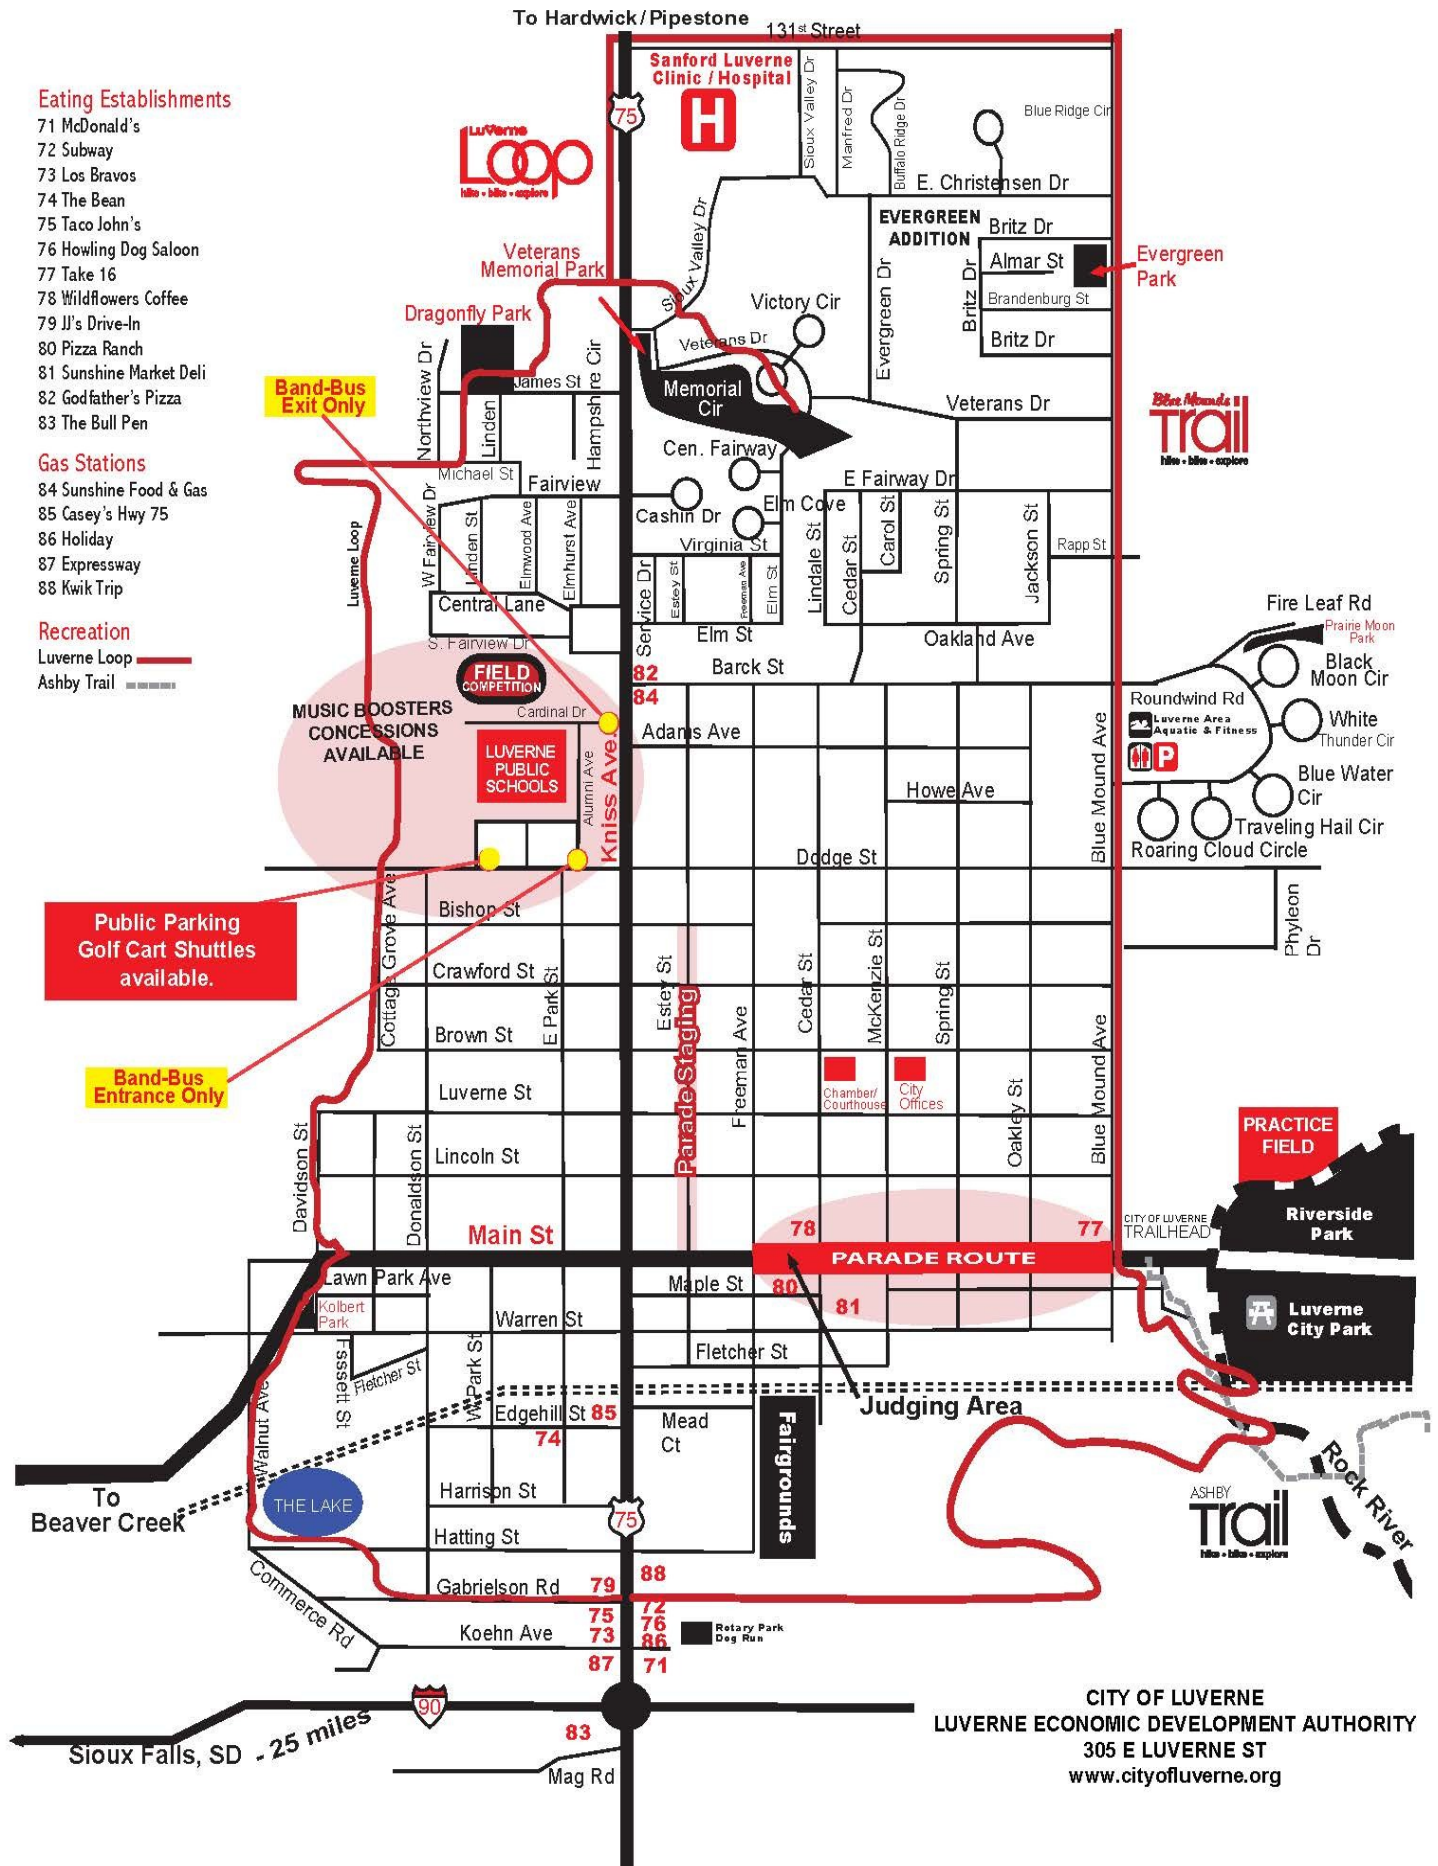 To Hardwick/Pipestone
131st Street
Eating Establishments
71 McDonald's
72 Subway
73 Los Bravos
74 The Bean
75 Taco John's
76 Howling Dog Saloon
77 Take 16
78 Wildflowers Coffee
79 JJ's Drive-In
80 Pizza Ranch
81 Sunshine Market Deli
82 Godfather's Pizza
83 The Bull Pen
Gas Stations
84 Sunshine Food & Gas
85 Casey's Hwy 75
86 Holiday
87 Expressway
88 Kwik Trip
Recreation
Luverne Loop
Ashby Trail
Luverne
Loop
hike • bike • explore
75
Sanford Luverne
Clinic / Hospital
H
Sioux Valley Dr
Manfred Dr
Buffalo Ridge Dr
Blue Ridge Cir
E. Christensen Dr
EVERGREEN
ADDITION
Britz Dr
Almar St
Brandenburg St
Britz Dr
Britz Dr
Evergreen
Park
Evergreen Dr
Sioux Valley Dr
Victory Cir
Veterans Dr
Veterans
Memorial Park
Dragonfly Park
Memorial
Cir
Veterans Dr
Blue Mounds
Trail
hike • bike • explore
Band-Bus
Exit Only
Northview Dr
James St
Linden
Hampshire Cir
Michael St
Fairview
Cen. Fairway
E Fairway Dr
Elm Cove
Cashin Dr
Virginia St
W Fairview Dr
Linden St
Elmwood Ave
Elmhurst Ave
Luverne Loop
Central Lane
S. Fairview Dr
Service Dr
Estey St
Freeman Ave
Elm St
Lindale St
Cedar St
Carol St
Spring St
Jackson St
Rapp St
Elm St
Oakland Ave
Barck St
82
84
FIELD
COMPETITION
Cardinal Dr
MUSIC BOOSTERS
CONCESSIONS
AVAILABLE
LUVERNE
PUBLIC
SCHOOLS
Alumni Ave
Kniss Ave.
Adams Ave
Howe Ave
Dodge St
Blue Mound Ave
Fire Leaf Rd
Prairie Moon
Park
Black
Moon Cir
Roundwind Rd
Luverne Area
Aquatic & Fitness
P
White
Thunder Cir
Blue Water
Cir
Traveling Hail Cir
Roaring Cloud Circle
Phyleon
Dr
Public Parking
Golf Cart Shuttles
available.
Cottage Grove Ave
Bishop St
Crawford St
E Park St
Brown St
Luverne St
Lincoln St
Band-Bus
Entrance Only
Estey St
Parade Staging
Freeman Ave
Cedar St
McKenzie St
Spring St
Chamber/
Courthouse
City
Offices
Oakley St
Blue Mound Ave
Davidson St
Donaldson St
PRACTICE
FIELD
Riverside
Park
CITY OF LUVERNE
TRAILHEAD
Main St
78
77
PARADE ROUTE
Lawn Park Ave
Maple St
80
81
Kolbert
Park
Warren St
Fletcher St
Luverne
City Park
Fssett St
Fletcher St
W Park St
Walnut Ave
Edgehill St
85
74
Mead
Ct
Fairgrounds
Judging Area
Rock River
ASHBY
Trail
hike • bike • explore
To
Beaver Creek
THE LAKE
Harrison St
Hatting St
75
Commerce Rd
Gabrielson Rd
79
88
75
72
76
73
86
Koehn Ave
Rotary Park
Dog Run
87
71
90
Sioux Falls, SD - 25 miles
83
Mag Rd
CITY OF LUVERNE
LUVERNE ECONOMIC DEVELOPMENT AUTHORITY
305 E LUVERNE ST
www.cityofluverne.org